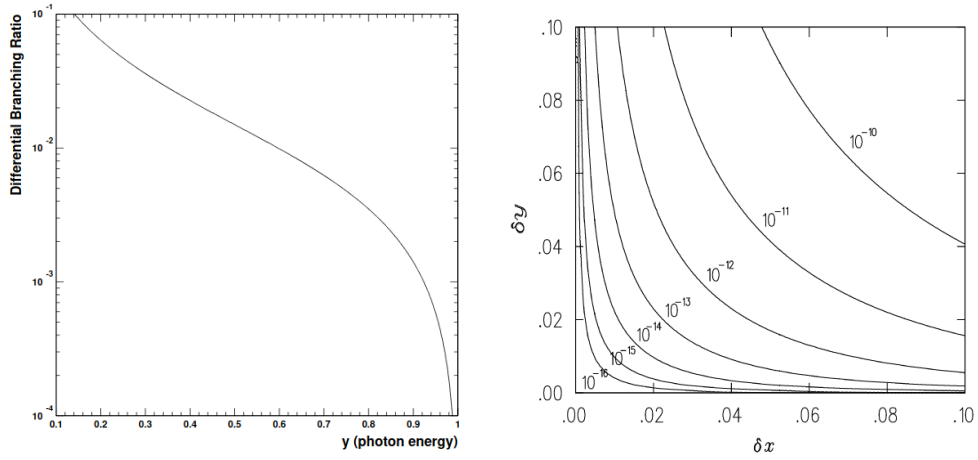 Differential Branching Ratio
10⁻¹
10⁻²
10⁻³
10⁻⁴
0.1 0.2 0.3 0.4 0.5 0.6 0.7 0.8 0.9 1
y (photon energy)
δy
.10
.08
.06
.04
.02
.00
10⁻¹⁰
10⁻¹¹
10⁻¹²
10⁻¹³
10⁻¹⁴
10⁻¹⁵
10⁻¹⁶
.00 .02 .04 .06 .08 .10
δx